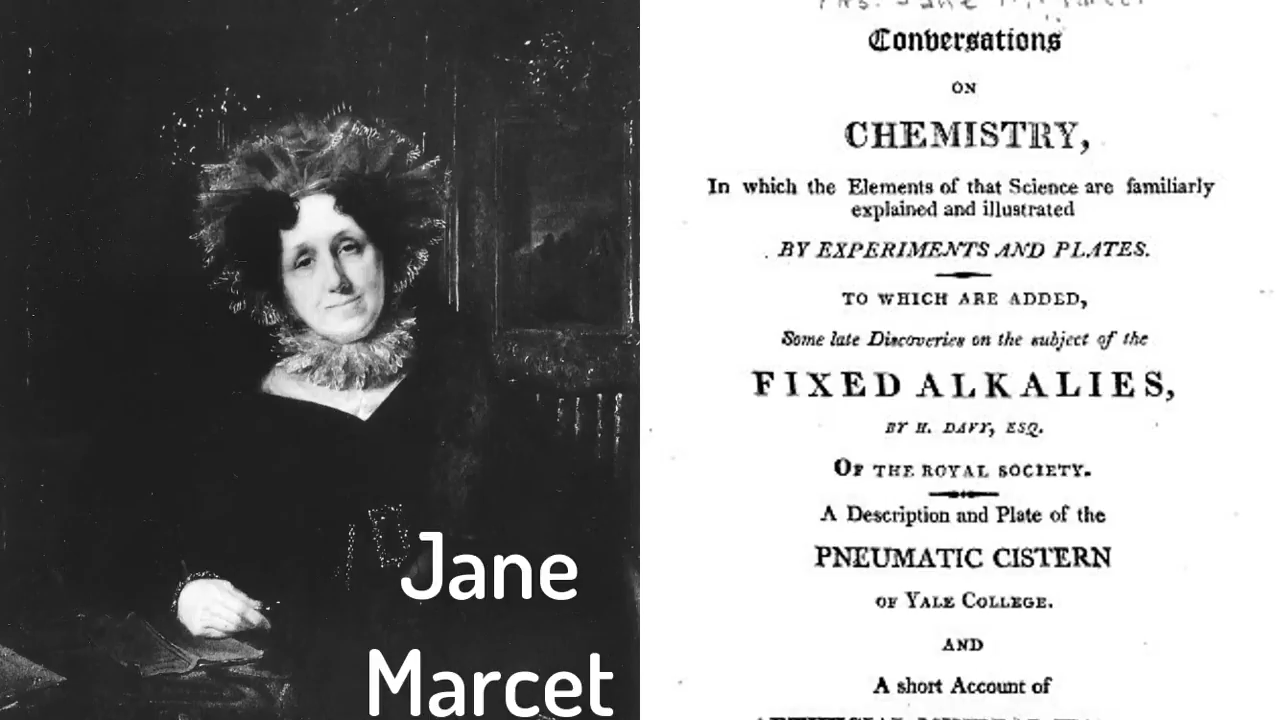 Jane
Marcet
Conversations
ON
CHEMISTRY,
In which the Elements of that Science are familiarly
explained and illustrated
BY EXPERIMENTS AND PLATES.
TO WHICH ARE ADDED,
Some late Discoveries on the subject of the
FIXED ALKALIES,
BY H. DAVY, ESQ.
OF THE ROYAL SOCIETY.
A Description and Plate of the
PNEUMATIC CISTERN
OF YALE COLLEGE.
AND
A short Account of